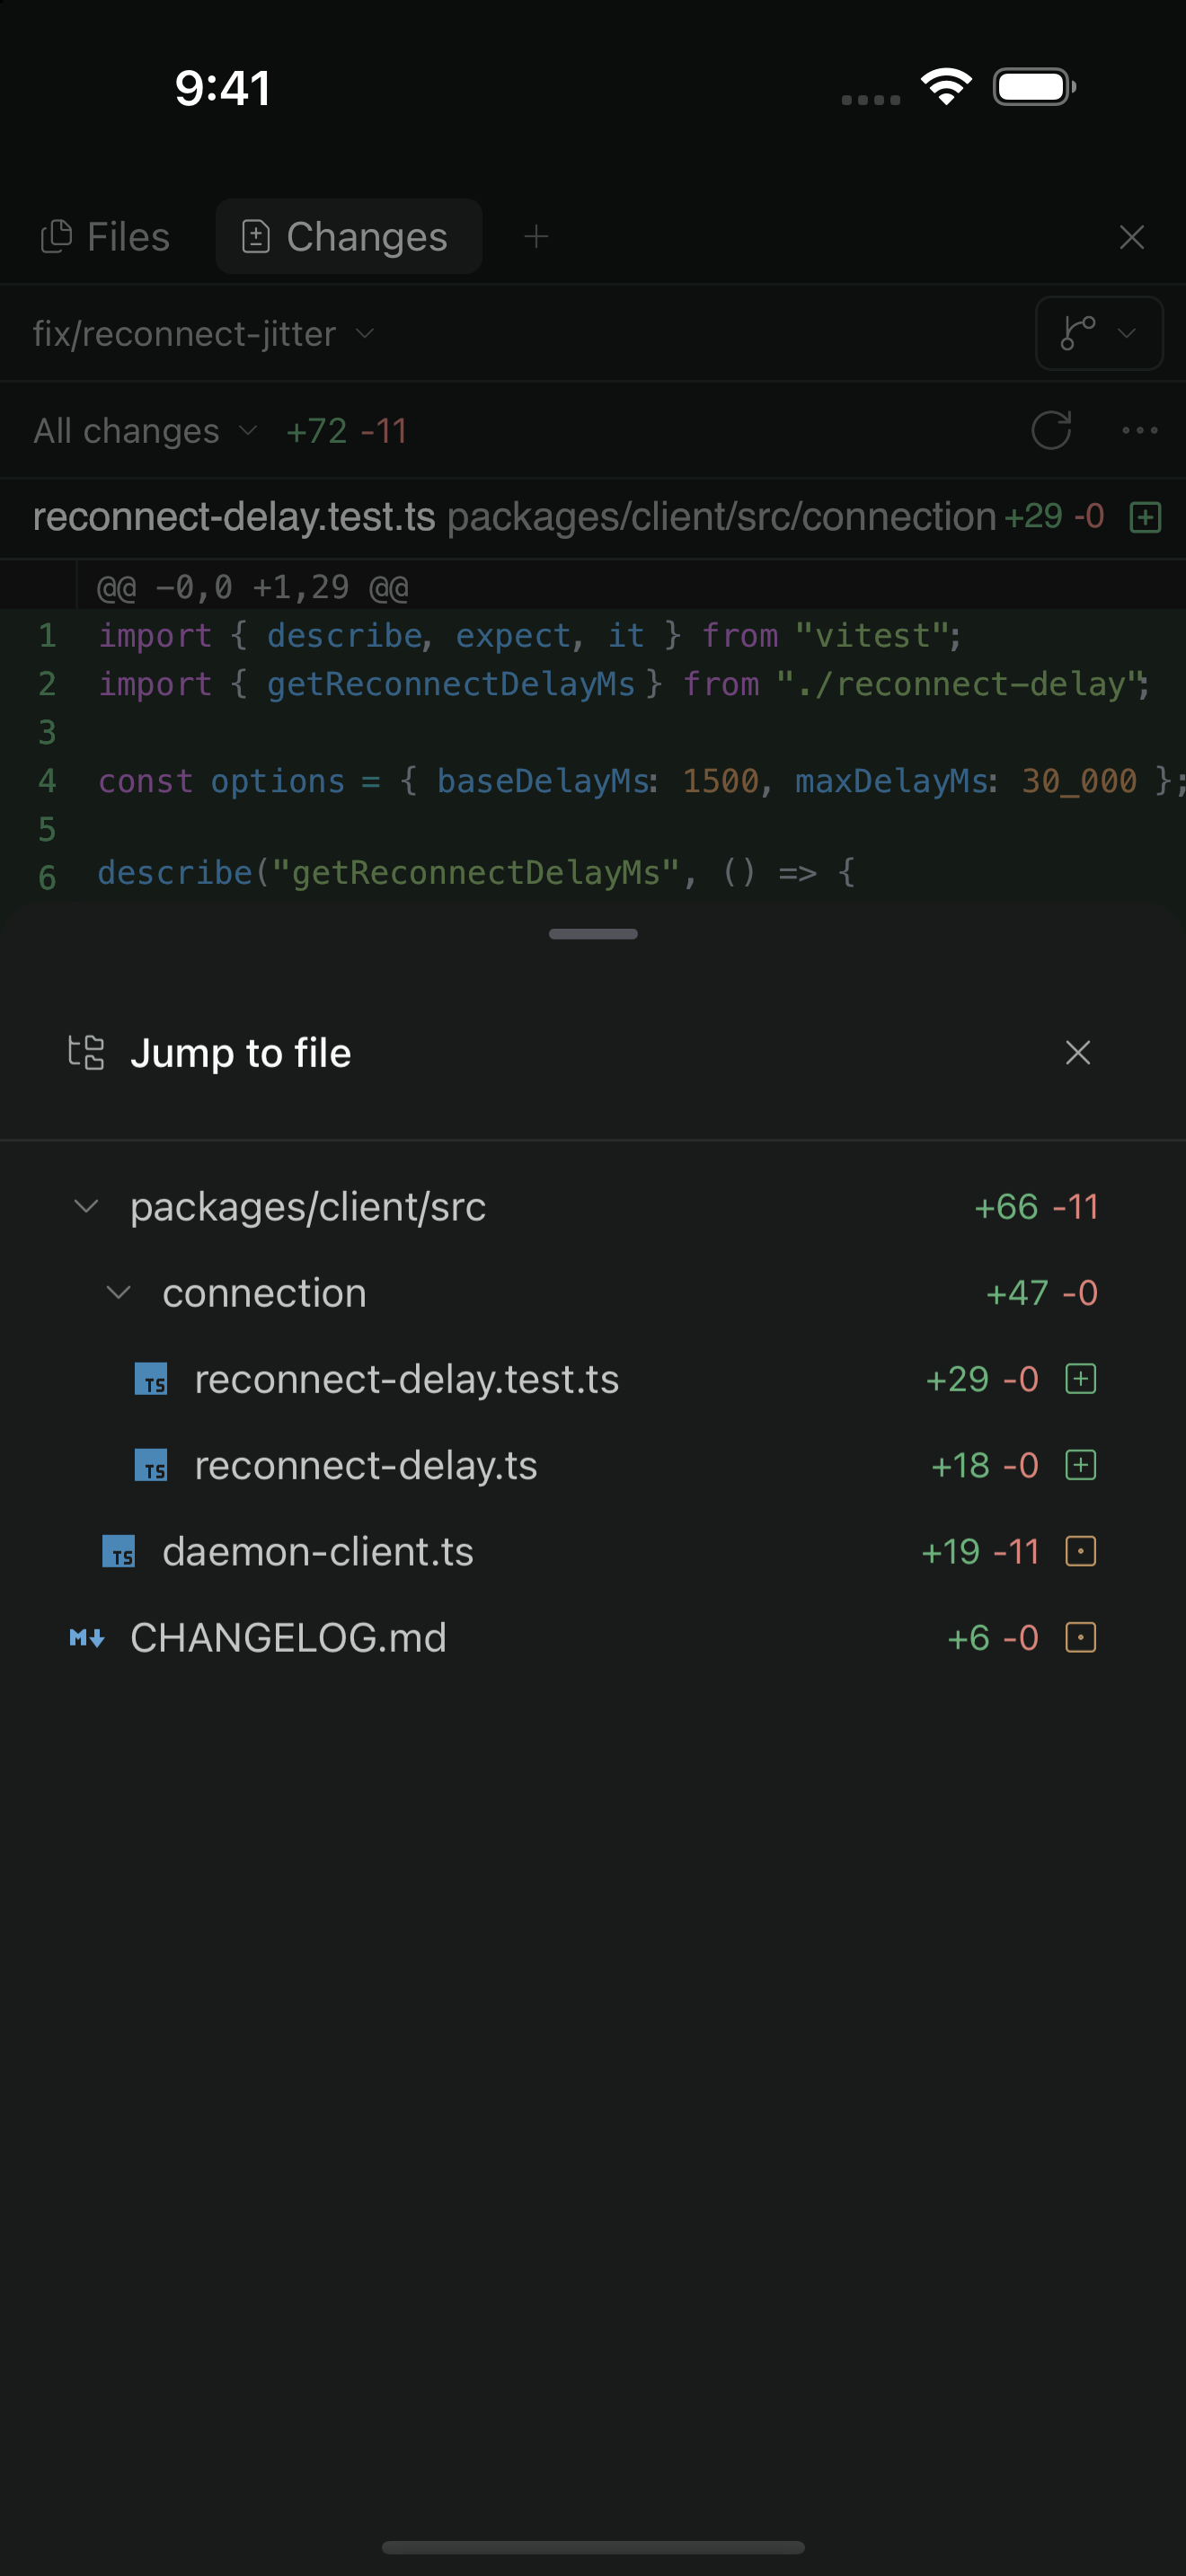 9:41
Files Changes
fix/reconnect-jitter
All changes +72 -11
reconnect-delay.test.ts packages/client/src/connection +29 -0
@@ -0,0 +1,29 @@
1 import { describe, expect, it } from "vitest";
2 import { getReconnectDelayMs } from "./reconnect-delay";
3
4 const options = { baseDelayMs: 1500, maxDelayMs: 30_000 };
5
6 describe("getReconnectDelayMs", () => {
Jump to file
packages/client/src +66 -11
connection +47 -0
TS reconnect-delay.test.ts +29 -0
TS reconnect-delay.ts +18 -0
TS daemon-client.ts +19 -11
M CHANGELOG.md +6 -0